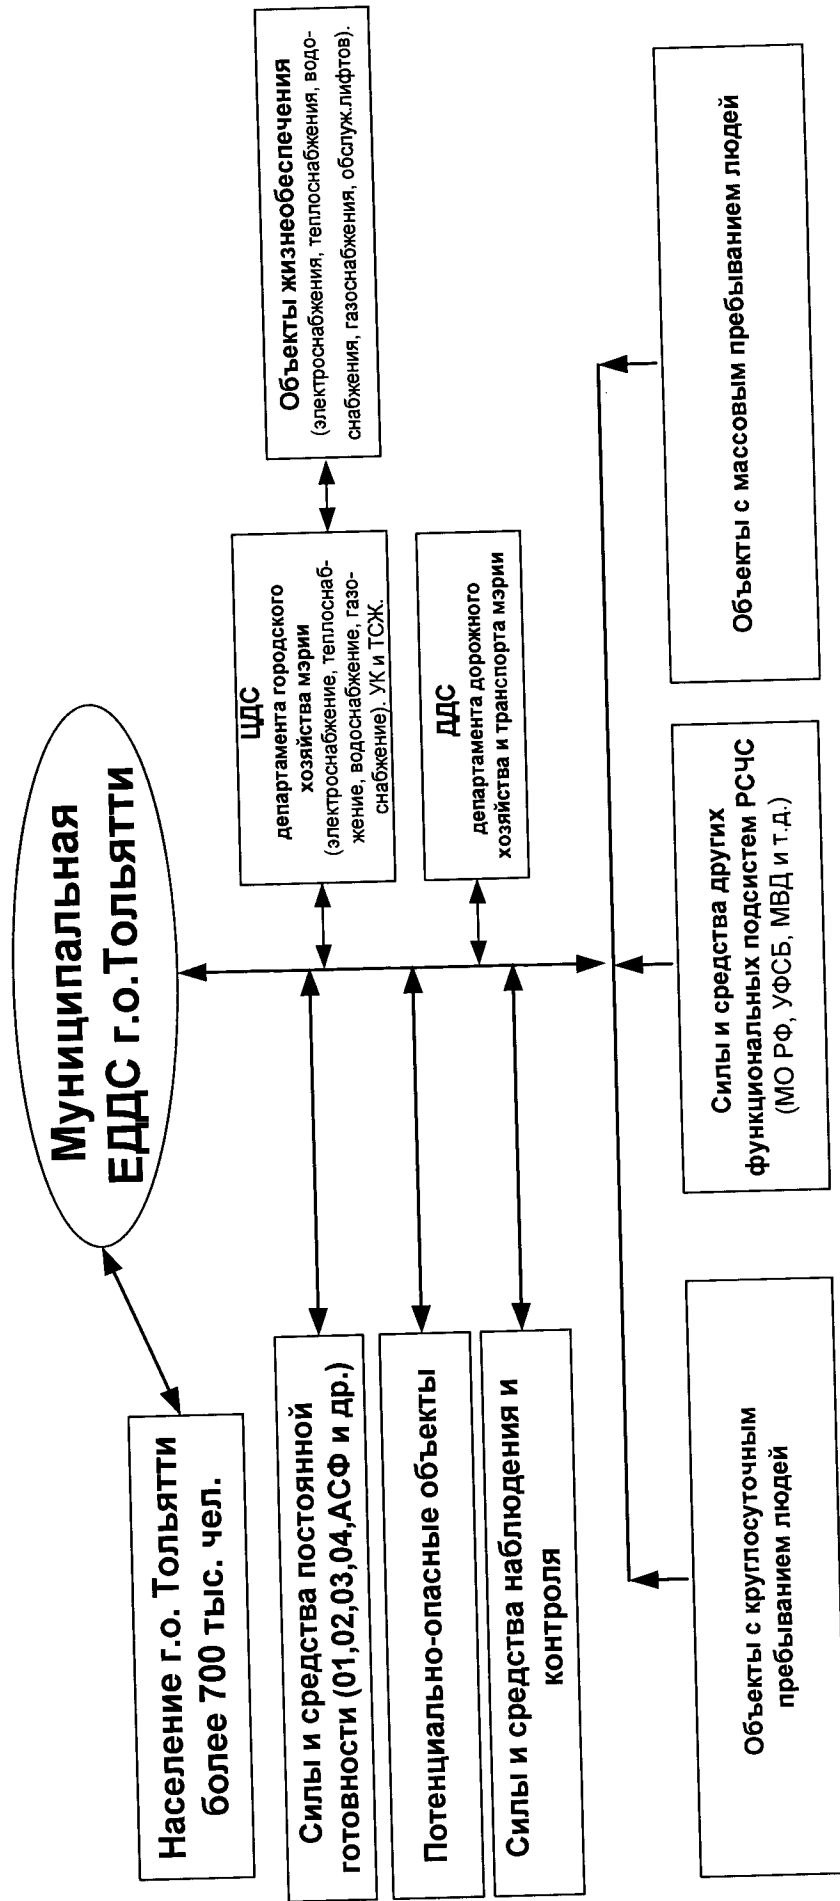 Муниципальная
ЕДДС г.о.Тольятти
Население г.о. Тольятти
более 700 тыс. чел.
Силы и средства постоянной
готовности (01,02,03,04,АСФ и др.)
Потенциально-опасные объекты
Силы и средства наблюдения и
контроля
ЦДС
департамента городского
хозяйства мэрии
(электроснабжение, теплоснаб-
жение, водоснабжение, газо-
снабжение). УК и ТСЖ.
Объекты жизнеобеспечения
(электроснабжения, теплоснабжения, водо-
снабжения, газоснабжения, обслуж.лифтов).
ДДС
департамента дорожного
хозяйства и транспорта мэрии
Объекты с круглосуточным
пребыванием людей
Силы и средства других
функциональных подсистем РСЧС
(МО РФ, УФСБ, МВД и т.д.)
Объекты с массовым пребыванием людей